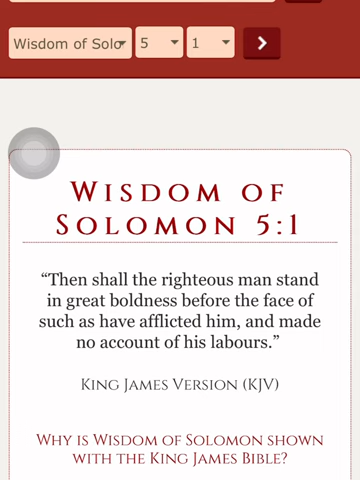 Wisdom of Solo 5 1
WISDOM OF
SOLOMON 5:1
“Then shall the righteous man stand
in great boldness before the face of
such as have afflicted him, and made
no account of his labours.”
KING JAMES VERSION (KJV)
WHY IS WISDOM OF SOLOMON SHOWN
WITH THE KING JAMES BIBLE?